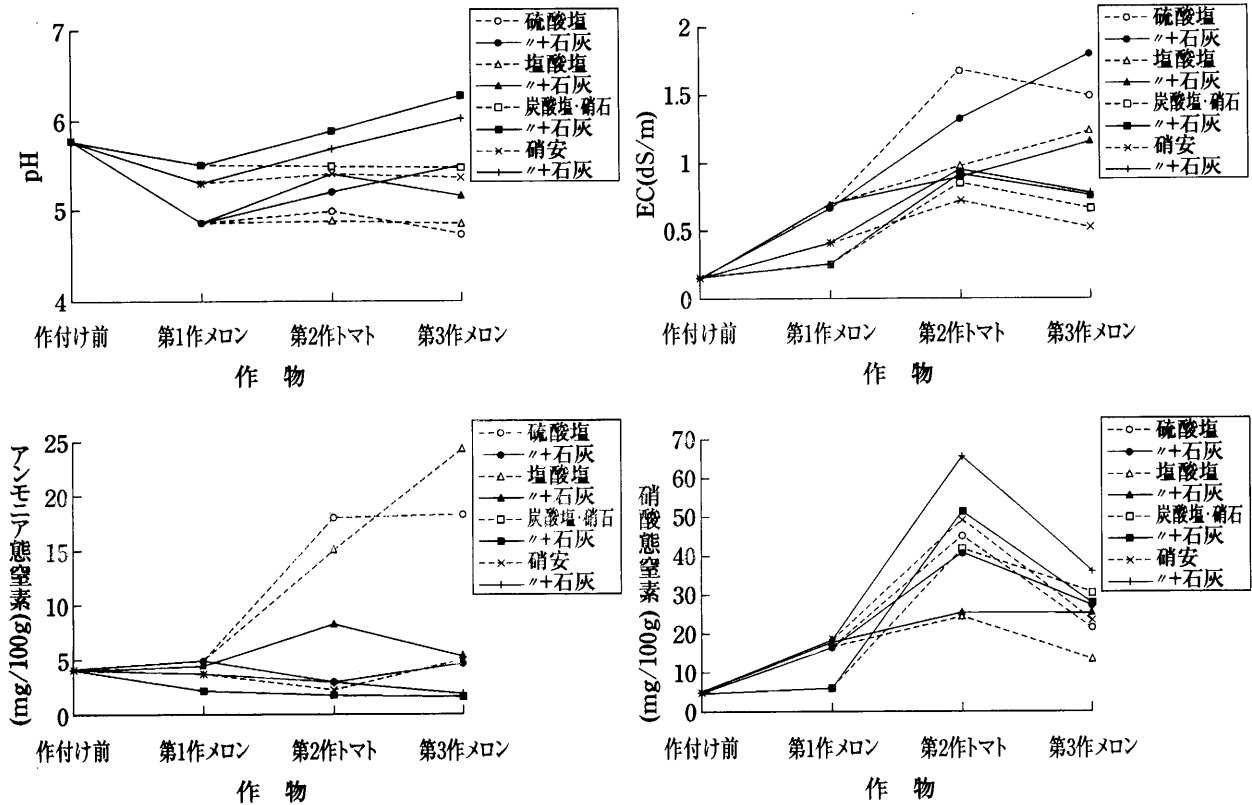 7
6
5
4
pH
作付け前 第1作メロン 第2作トマト 第3作メロン
作 物
硫酸塩
〃+石灰
塩酸塩
〃+石灰
炭酸塩・硝石
〃+石灰
硝安
〃+石灰
2
1.5
1
0.5
0
EC(dS/m)
作付け前 第1作メロン 第2作トマト 第3作メロン
作 物
硫酸塩
〃+石灰
塩酸塩
〃+石灰
炭酸塩・硝石
〃+石灰
硝安
〃+石灰
25
20
15
10
5
0
アンモニア態窒素(mg/100g)
作付け前 第1作メロン 第2作トマト 第3作メロン
作 物
硫酸塩
〃+石灰
塩酸塩
〃+石灰
炭酸塩・硝石
〃+石灰
硝安
〃+石灰
70
60
50
40
30
20
10
0
硝酸態窒素(mg/100g)
作付け前 第1作メロン 第2作トマト 第3作メロン
作 物
硫酸塩
〃+石灰
塩酸塩
〃+石灰
炭酸塩・硝石
〃+石灰
硝安
〃+石灰